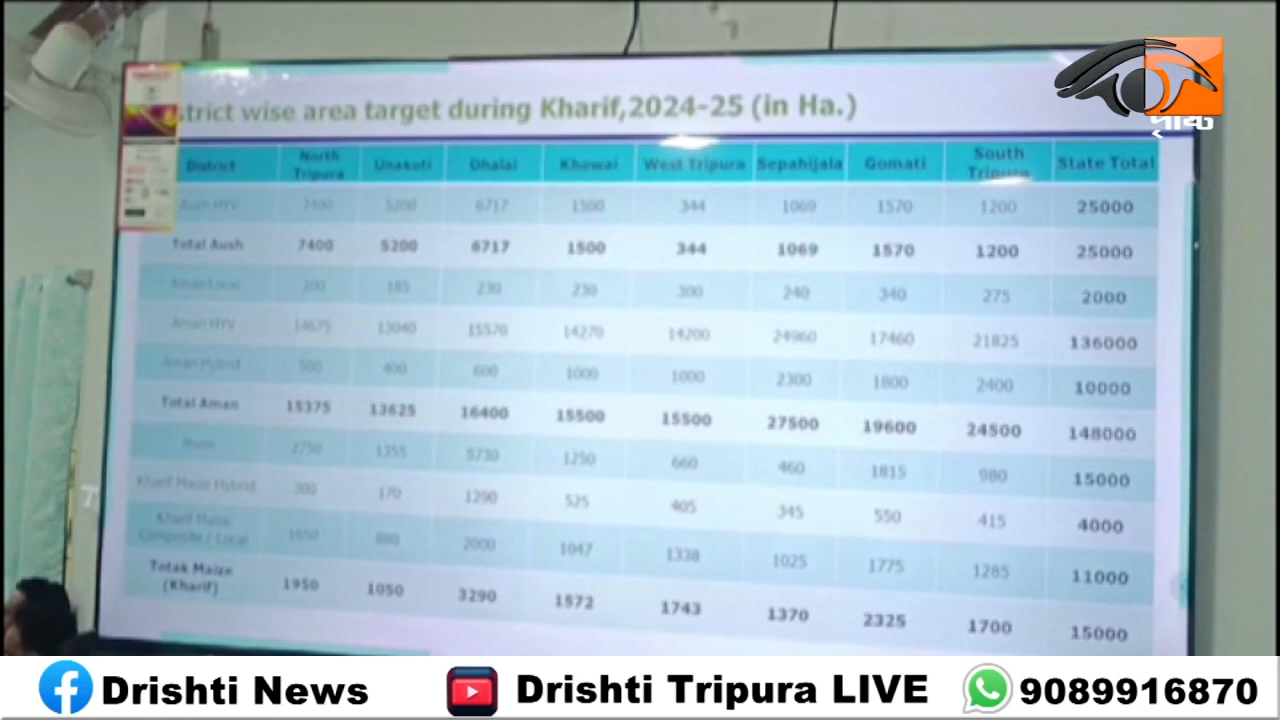 strict wise area target during Kharif,2024-25 (in Ha.)
দৃষ্টি
District North Tripura Unakoti Dhalai Khowai West Tripura Sepahijala Gomati South Tripura State Total
Aush HYV 7400 5200 6717 1500 344 1069 1570 1200 25000
Total Aush 7400 5200 6717 1500 344 1069 1570 1200 25000
Aman Local 200 185 230 230 300 240 340 275 2000
Aman HYV 14675 13040 15570 14270 14200 24960 17460 21825 136000
Aman Hybrid 500 400 600 1000 1000 2300 1800 2400 10000
Total Aman 15375 13625 16400 15500 15500 27500 19600 24500 148000
2750 1355 5730 1250 660 460 1815 980 15000
Kharif Maize Hybrid 300 170 1290 525 405 345 550 415 4000
Kharif Maize Composite / Local 1650 880 2000 1047 1338 1025 1775 1285 11000
Totak Maize (Kharif) 1950 1050 3290 1572 1743 1370 2325 1700 15000
Drishti News Drishti Tripura LIVE 9089916870